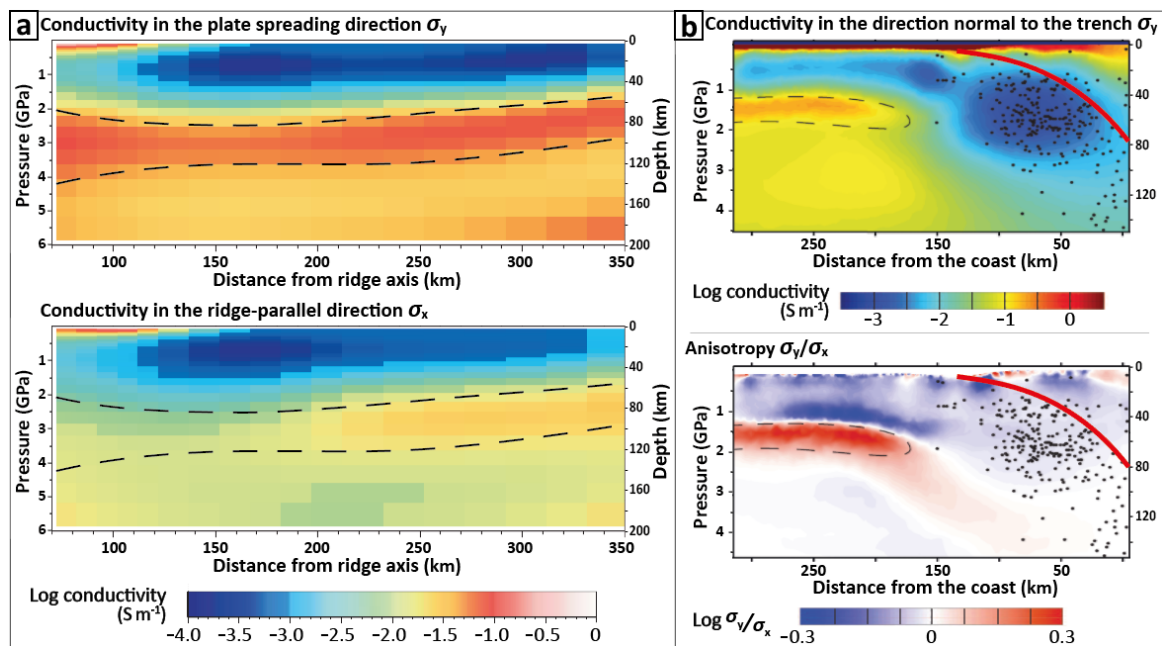 a Conductivity in the plate spreading direction σy
Pressure (GPa)
1
2
3
4
5
6
0
40
80
120
160
200
Depth (km)
100 150 200 250 300 350
Distance from ridge axis (km)
Conductivity in the ridge-parallel direction σx
Pressure (GPa)
1
2
3
4
5
6
0
40
80
120
160
200
Depth (km)
100 150 200 250 300 350
Distance from ridge axis (km)
Log conductivity
(S m⁻¹)
−4.0 −3.5 −3.0 −2.5 −2.0 −1.5 −1.0 −0.5 0
b Conductivity in the direction normal to the trench σy
Pressure (GPa)
1
2
3
4
0
40
80
120
250 150 50
Distance from the coast (km)
Log conductivity
(S m⁻¹)
−3 −2 −1 0
Anisotropy σy/σx
Pressure (GPa)
1
2
3
4
0
40
80
120
250 150 50
Distance from the coast (km)
Log σy/σx
−0.3 0 0.3